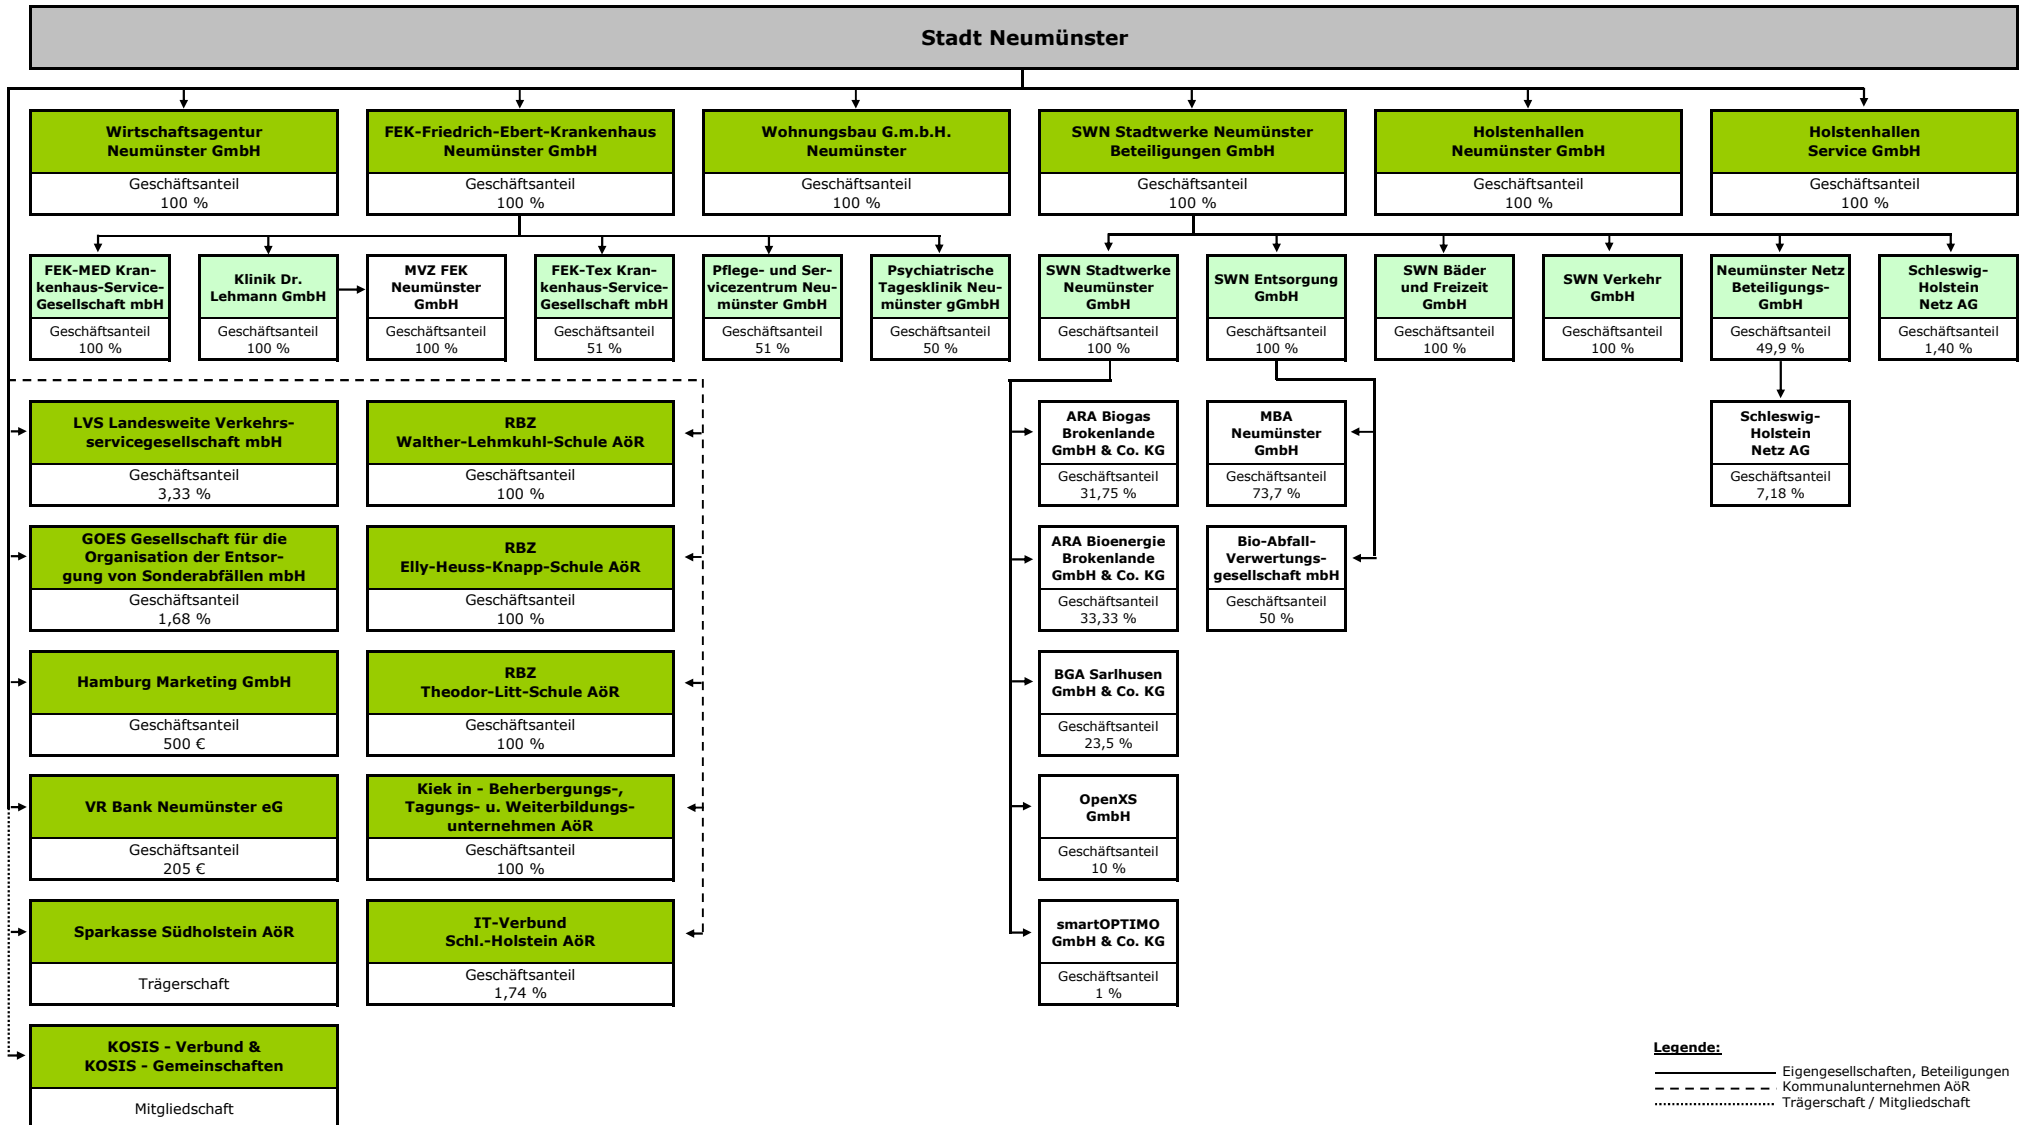 Stadt Neumünster
Wirtschaftsagentur
Neumünster GmbH
Geschäftsanteil
100 %
FEK-Friedrich-Ebert-Krankenhaus
Neumünster GmbH
Geschäftsanteil
100 %
Wohnungsbau G.m.b.H.
Neumünster
Geschäftsanteil
100 %
SWN Stadtwerke Neumünster
Beteiligungen GmbH
Geschäftsanteil
100 %
Holstenhallen
Neumünster GmbH
Geschäftsanteil
100 %
Holstenhallen
Service GmbH
Geschäftsanteil
100 %
FEK-MED Kran-
kenhaus-Service-
Gesellschaft mbH
Geschäftsanteil
100 %
Klinik Dr.
Lehmann GmbH
Geschäftsanteil
100 %
MVZ FEK
Neumünster
GmbH
Geschäftsanteil
100 %
FEK-Tex Kran-
kenhaus-Service-
Gesellschaft mbH
Geschäftsanteil
51 %
Pflege- und Ser-
vicezentrum Neu-
münster GmbH
Geschäftsanteil
51 %
Psychiatrische
Tagesklinik Neu-
münster gGmbH
Geschäftsanteil
50 %
SWN Stadtwerke
Neumünster
GmbH
Geschäftsanteil
100 %
SWN Entsorgung
GmbH
Geschäftsanteil
100 %
SWN Bäder
und Freizeit
GmbH
Geschäftsanteil
100 %
SWN Verkehr
GmbH
Geschäftsanteil
100 %
Neumünster Netz
Beteiligungs-
GmbH
Geschäftsanteil
49,9 %
Schleswig-
Holstein
Netz AG
Geschäftsanteil
1,40 %
LVS Landesweite Verkehrs-
servicegesellschaft mbH
Geschäftsanteil
3,33 %
RBZ
Walther-Lehmkuhl-Schule AöR
Geschäftsanteil
100 %
ARA Biogas
Brokenlande
GmbH & Co. KG
Geschäftsanteil
31,75 %
MBA
Neumünster
GmbH
Geschäftsanteil
73,7 %
Schleswig-
Holstein
Netz AG
Geschäftsanteil
7,18 %
GOES Gesellschaft für die
Organisation der Entsor-
gung von Sonderabfällen mbH
Geschäftsanteil
1,68 %
RBZ
Elly-Heuss-Knapp-Schule AöR
Geschäftsanteil
100 %
ARA Bioenergie
Brokenlande
GmbH & Co. KG
Geschäftsanteil
33,33 %
Bio-Abfall-
Verwertungs-
gesellschaft mbH
Geschäftsanteil
50 %
Hamburg Marketing GmbH
Geschäftsanteil
500 €
RBZ
Theodor-Litt-Schule AöR
Geschäftsanteil
100 %
BGA Sarlhusen
GmbH & Co. KG
Geschäftsanteil
23,5 %
VR Bank Neumünster eG
Geschäftsanteil
205 €
Kiek in - Beherbergungs-,
Tagungs- u. Weiterbildungs-
unternehmen AöR
Geschäftsanteil
100 %
OpenXS
GmbH
Geschäftsanteil
10 %
Sparkasse Südholstein AöR
Trägerschaft
IT-Verbund
Schl.-Holstein AöR
Geschäftsanteil
1,74 %
smartOPTIMO
GmbH & Co. KG
Geschäftsanteil
1 %
KOSIS - Verbund &
KOSIS - Gemeinschaften
Mitgliedschaft
Legende:
Eigengesellschaften, Beteiligungen
Kommunalunternehmen AöR
Trägerschaft / Mitgliedschaft